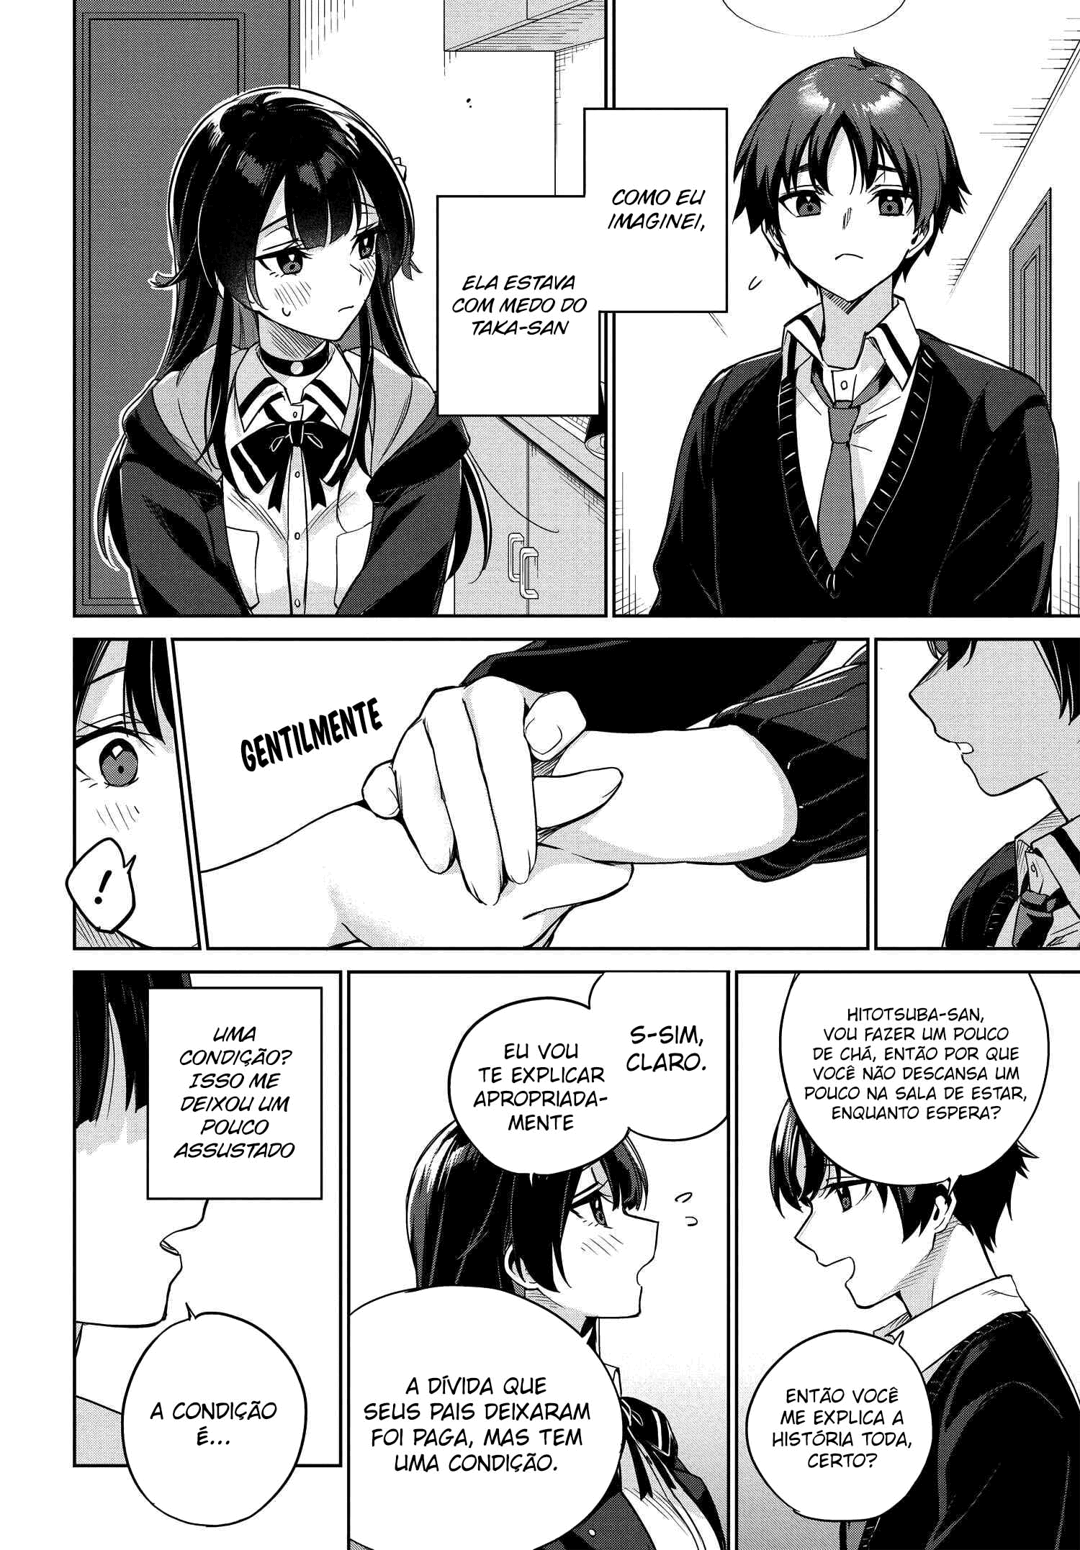 COMO EU
IMAGINEI,
ELA ESTAVA
COM MEDO DO
TAKA-SAN
GENTILMENTE
!
HITOTSUBA-SAN,
VOU FAZER UM POUCO
DE CHÁ, ENTÃO POR QUE
VOCÊ NÃO DESCANSA UM
POUCO NA SALA DE ESTAR,
ENQUANTO ESPERA?
ENTÃO VOCÊ
ME EXPLICA A
HISTÓRIA TODA,
CERTO?
S-SIM,
CLARO.
EU VOU
TE EXPLICAR
APROPRIADA-
MENTE
A DÍVIDA QUE
SEUS PAIS DEIXARAM
FOI PAGA, MAS TEM
UMA CONDIÇÃO.
UMA
CONDIÇÃO?
ISSO ME
DEIXOU UM
POUCO
ASSUSTADO
A CONDIÇÃO
É...